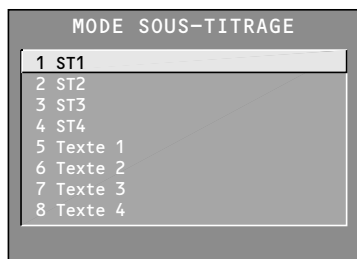 MODE SOUS-TITRAGE
1 ST1
2 ST2
3 ST3
4 ST4
5 Texte 1
6 Texte 2
7 Texte 3
8 Texte 4